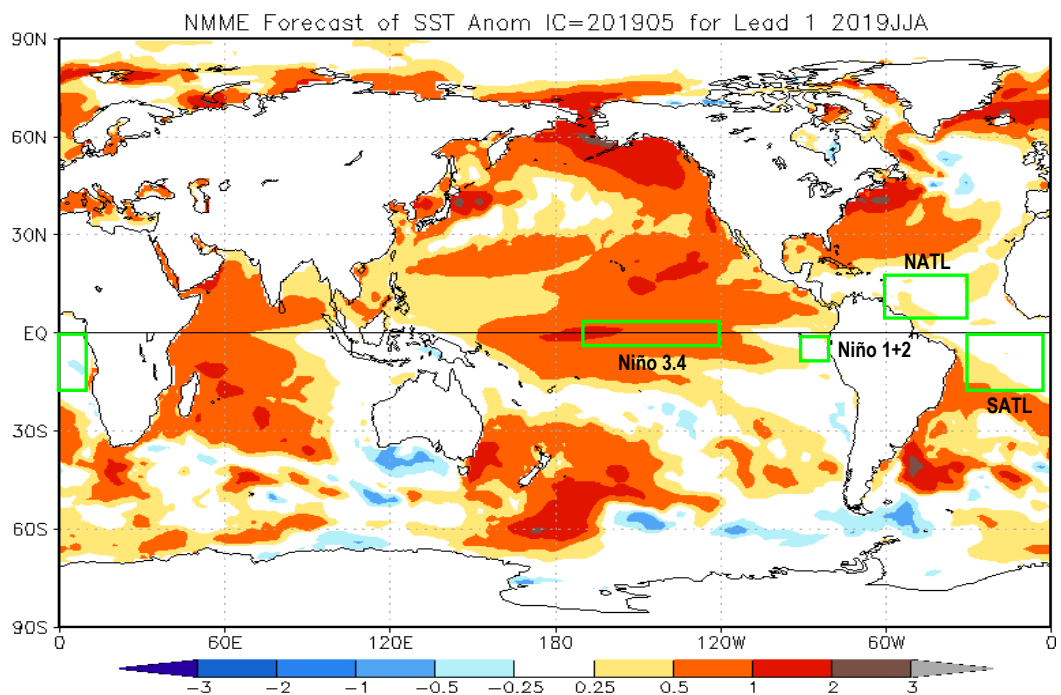 NMME Forecast of SST Anom IC=201905 for Lead 1 2019JJA
90N
60N
30N
EQ
30S
60S
90S
NATL
Niño 3.4
Niño 1+2
SATL
0 60E 120E 180 120W 60W 0
-3 -2 -1 -0.5 -0.25 0.25 0.5 1 2 3